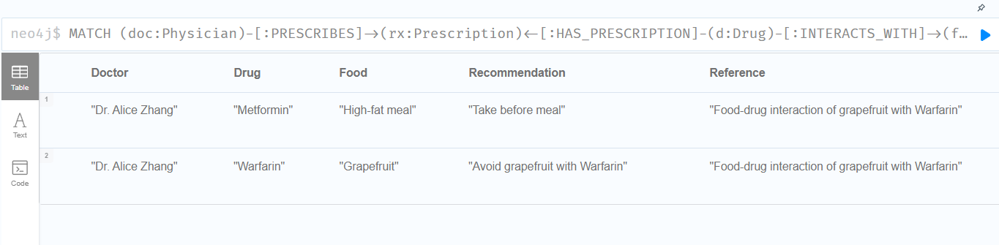 neo4j$ MATCH (doc:Physician)-[:PRESCRIBES]→(rx:Prescription)←[:HAS_PRESCRIPTION]-(d:Drug)-[:INTERACTS_WITH]→(f…
Table
Text
Code
Doctor Drug Food Recommendation Reference
1
"Dr. Alice Zhang" "Metformin" "High-fat meal" "Take before meal" "Food-drug interaction of grapefruit with Warfarin"
2
"Dr. Alice Zhang" "Warfarin" "Grapefruit" "Avoid grapefruit with Warfarin" "Food-drug interaction of grapefruit with Warfarin"